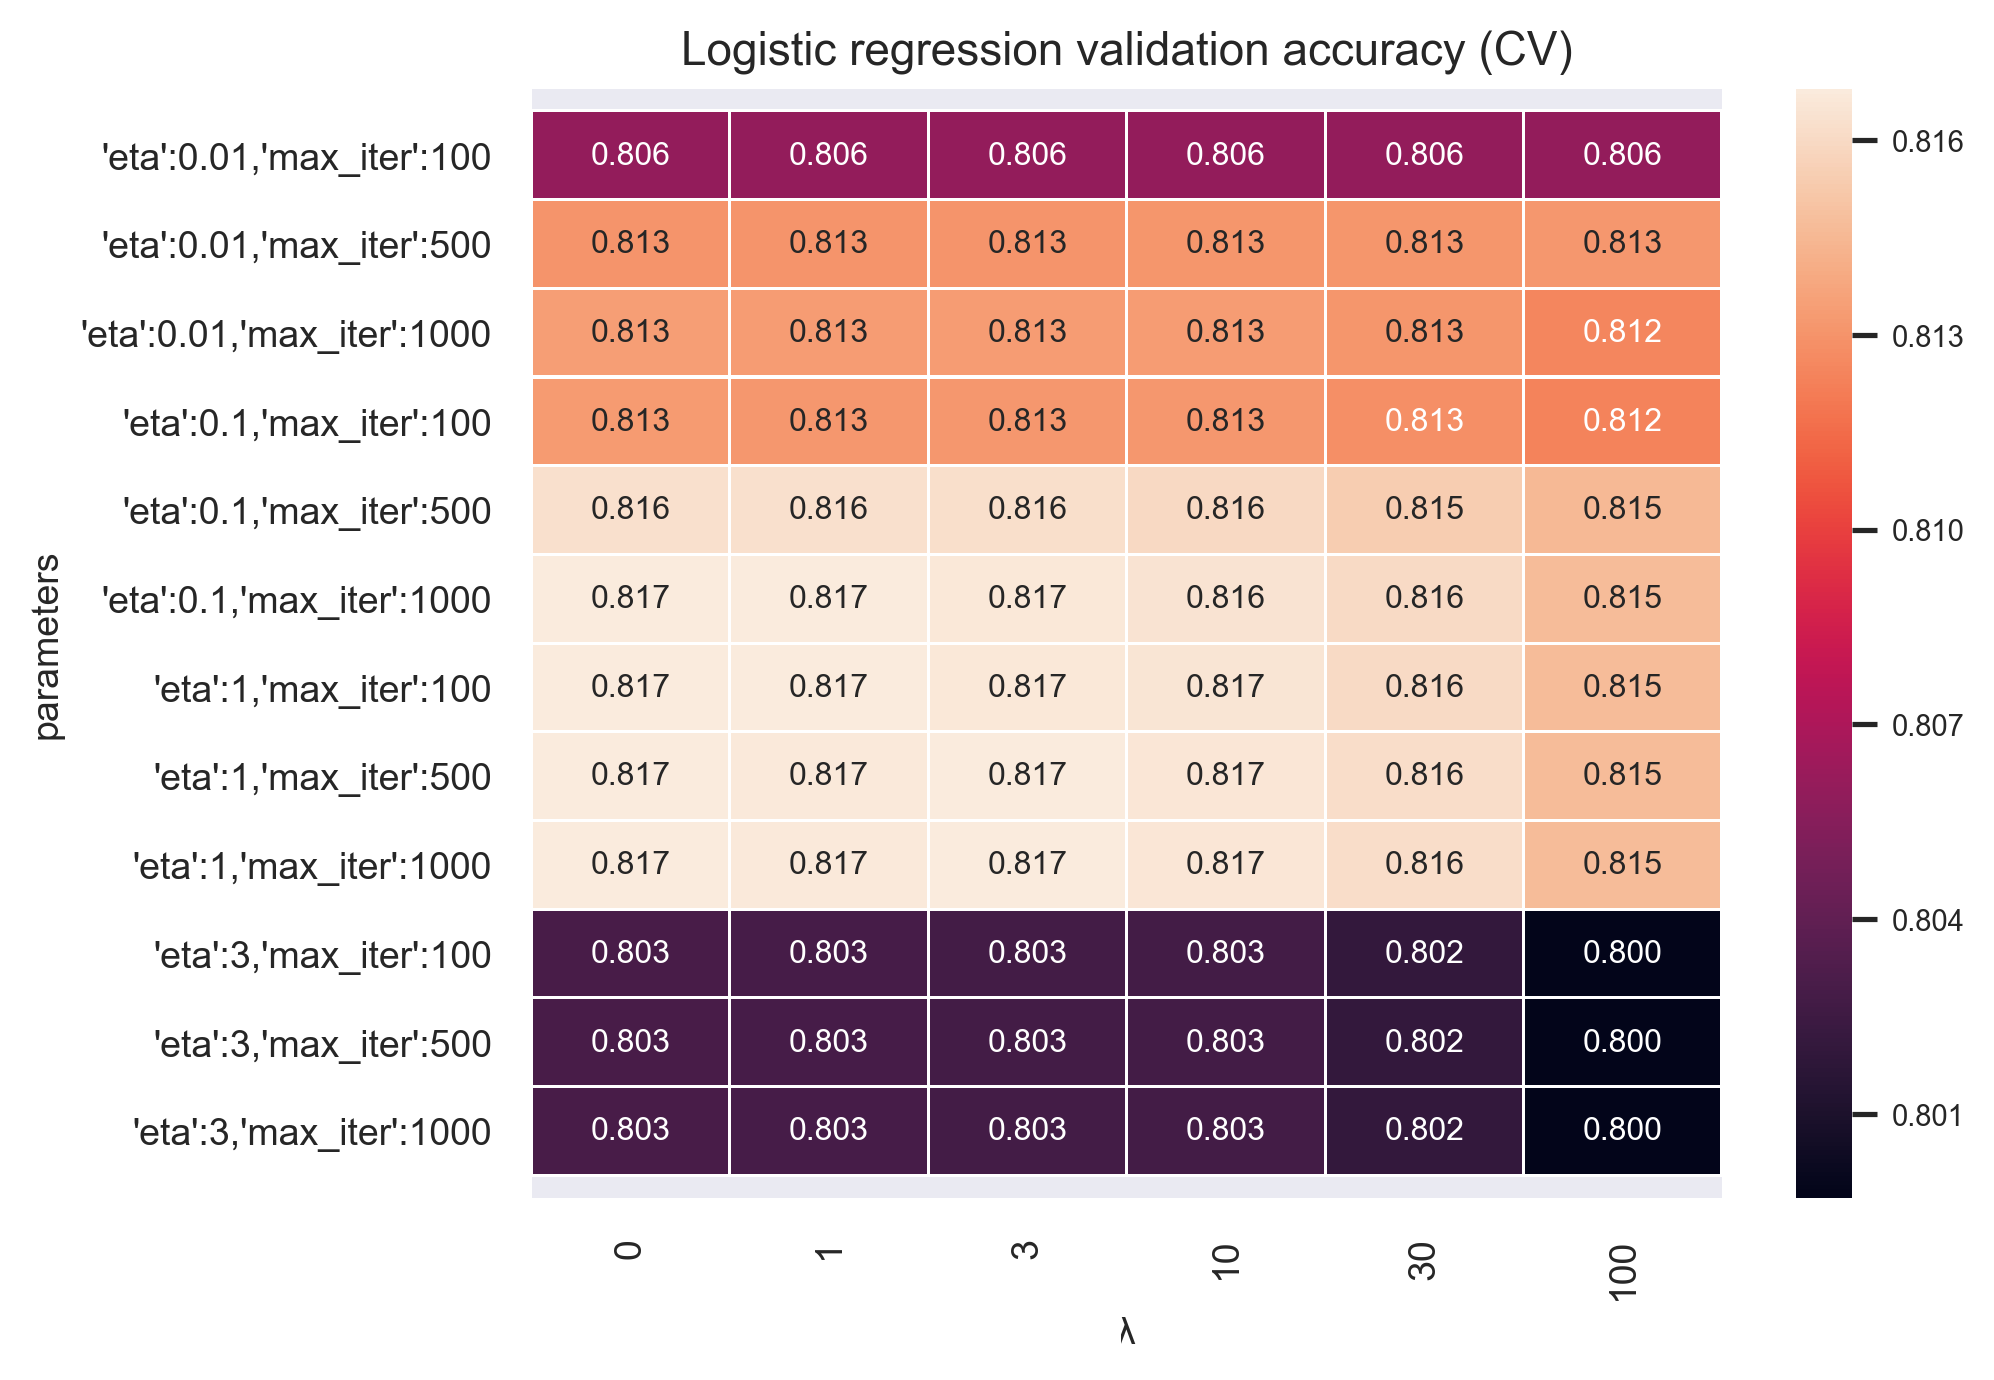 Logistic regression validation accuracy (CV)
'eta':0.01,'max_iter':100 0.806 0.806 0.806 0.806 0.806 0.806
'eta':0.01,'max_iter':500 0.813 0.813 0.813 0.813 0.813 0.813
'eta':0.01,'max_iter':1000 0.813 0.813 0.813 0.813 0.813 0.812
'eta':0.1,'max_iter':100 0.813 0.813 0.813 0.813 0.813 0.812
'eta':0.1,'max_iter':500 0.816 0.816 0.816 0.816 0.815 0.815
'eta':0.1,'max_iter':1000 0.817 0.817 0.817 0.816 0.816 0.815
'eta':1,'max_iter':100 0.817 0.817 0.817 0.817 0.816 0.815
'eta':1,'max_iter':500 0.817 0.817 0.817 0.817 0.816 0.815
'eta':1,'max_iter':1000 0.817 0.817 0.817 0.817 0.816 0.815
'eta':3,'max_iter':100 0.803 0.803 0.803 0.803 0.802 0.800
'eta':3,'max_iter':500 0.803 0.803 0.803 0.803 0.802 0.800
'eta':3,'max_iter':1000 0.803 0.803 0.803 0.803 0.802 0.800
0 1 3 10 30 100
λ
parameters
0.816
0.813
0.810
0.807
0.804
0.801